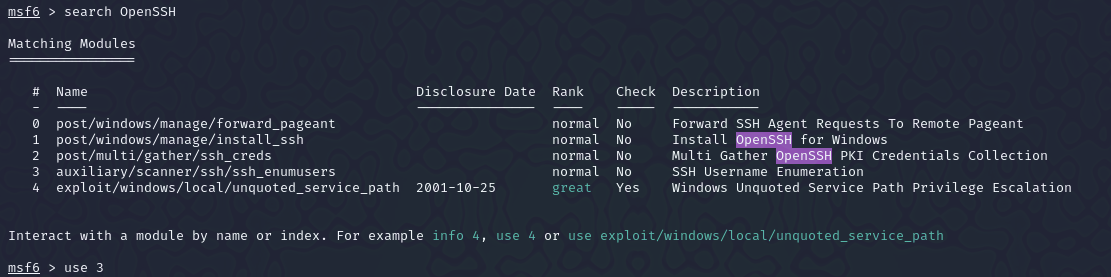 msf6 > search OpenSSH
Matching Modules
================
# Name Disclosure Date Rank Check Description
- ---- --------------- ---- ----- -----------
0 post/windows/manage/forward_pageant normal No Forward SSH Agent Requests To Remote Pageant
1 post/windows/manage/install_ssh normal No Install OpenSSH for Windows
2 post/multi/gather/ssh_creds normal No Multi Gather OpenSSH PKI Credentials Collection
3 auxiliary/scanner/ssh/ssh_enumusers normal No SSH Username Enumeration
4 exploit/windows/local/unquoted_service_path 2001-10-25 great Yes Windows Unquoted Service Path Privilege Escalation
Interact with a module by name or index. For example info 4, use 4 or use exploit/windows/local/unquoted_service_path
msf6 > use 3